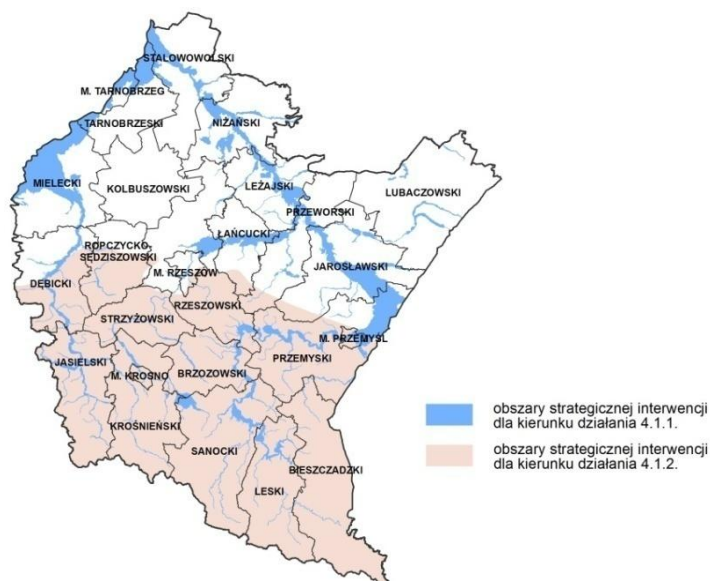 STALOWOWOLSKI
M. TARNOBRZEG
TARNOBRZESKI
NIŻAŃSKI
MIELECKI
KOLBUSZOWSKI
LEŻAJSKI
LUBACZOWSKI
PRZEWORSKI
ROPCZYCKO-
SĘDZISZOWSKI
ŁAŃCUCKI
M. RZESZÓW
JAROSŁAWSKI
DĘBICKI
RZESZOWSKI
STRZYŻOWSKI
M. PRZEMYŚL
JASIELSKI
PRZEMYSKI
M. KROSNO
BRZOZOWSKI
KROŚNIEŃSKI
SANOCKI
BIESZCZADZKI
LESKI
obszary strategicznej interwencji
dla kierunku działania 4.1.1.
obszary strategicznej interwencji
dla kierunku działania 4.1.2.